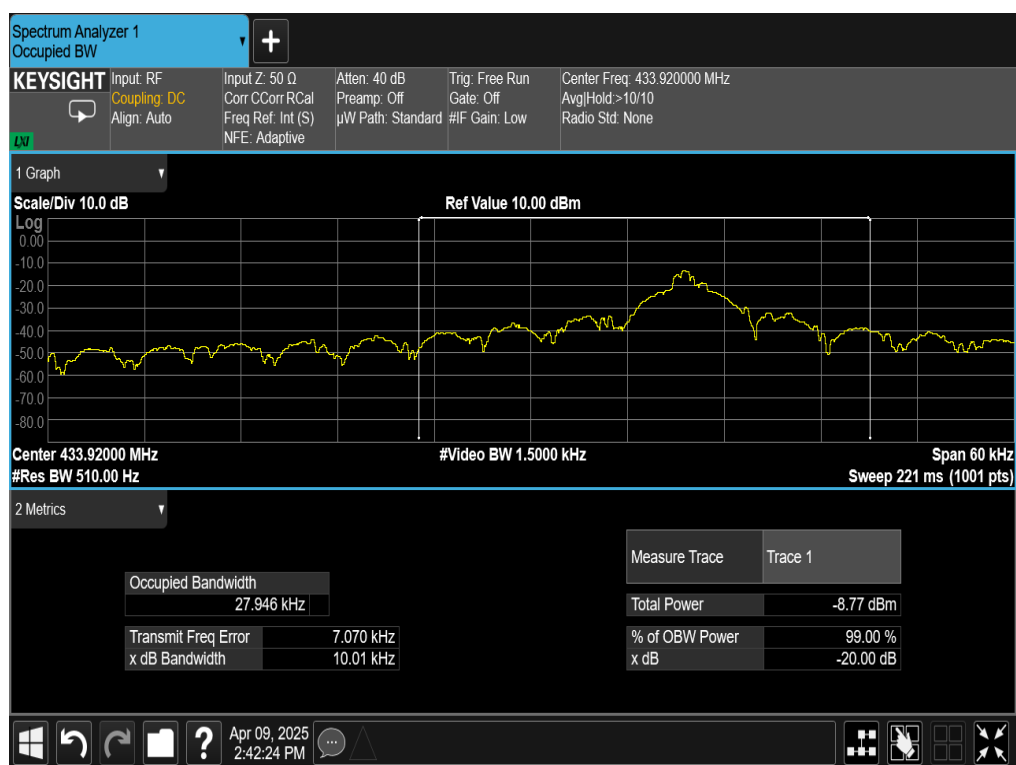 Spectrum Analyzer 1
Occupied BW
KEYSIGHT
LXI
Input: RF
Coupling: DC
Align: Auto
Input Z: 50 Ω
Corr CCorr RCal
Freq Ref: Int (S)
NFE: Adaptive
Atten: 40 dB
Preamp: Off
µW Path: Standard
Trig: Free Run
Gate: Off
#IF Gain: Low
Center Freq: 433.920000 MHz
Avg|Hold:>10/10
Radio Std: None
1 Graph
Scale/Div 10.0 dB
Ref Value 10.00 dBm
Log
0.00
-10.0
-20.0
-30.0
-40.0
-50.0
-60.0
-70.0
-80.0
Center 433.92000 MHz
#Video BW 1.5000 kHz
Span 60 kHz
#Res BW 510.00 Hz
Sweep 221 ms (1001 pts)
2 Metrics
Occupied Bandwidth
27.946 kHz
Transmit Freq Error 7.070 kHz
x dB Bandwidth 10.01 kHz
Measure Trace Trace 1
Total Power -8.77 dBm
% of OBW Power 99.00 %
x dB -20.00 dB
Apr 09, 2025
2:42:24 PM